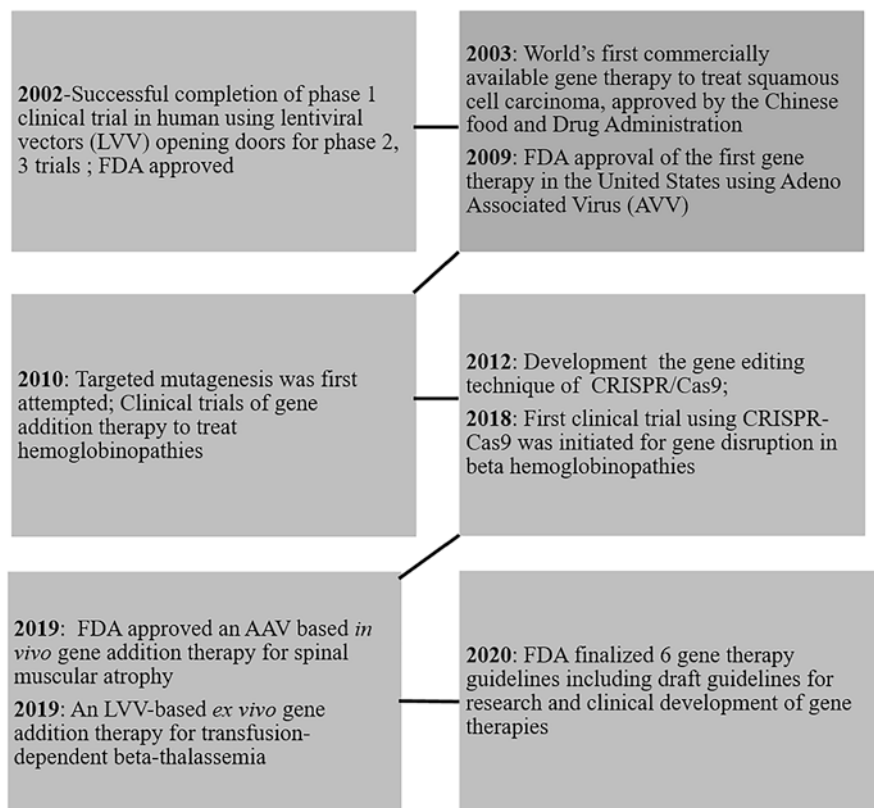 2002-Successful completion of phase 1
clinical trial in human using lentiviral
vectors (LVV) opening doors for phase 2,
3 trials ; FDA approved
2003: World's first commercially
available gene therapy to treat squamous
cell carcinoma, approved by the Chinese
food and Drug Administration
2009: FDA approval of the first gene
therapy in the United States using Adeno
Associated Virus (AVV)
2010: Targeted mutagenesis was first
attempted; Clinical trials of gene
addition therapy to treat
hemoglobinopathies
2012: Development the gene editing
technique of CRISPR/Cas9;
2018: First clinical trial using CRISPR-
Cas9 was initiated for gene disruption in
beta hemoglobinopathies
2019: FDA approved an AAV based in
vivo gene addition therapy for spinal
muscular atrophy
2019: An LVV-based ex vivo gene
addition therapy for transfusion-
dependent beta-thalassemia
2020: FDA finalized 6 gene therapy
guidelines including draft guidelines for
research and clinical development of gene
therapies